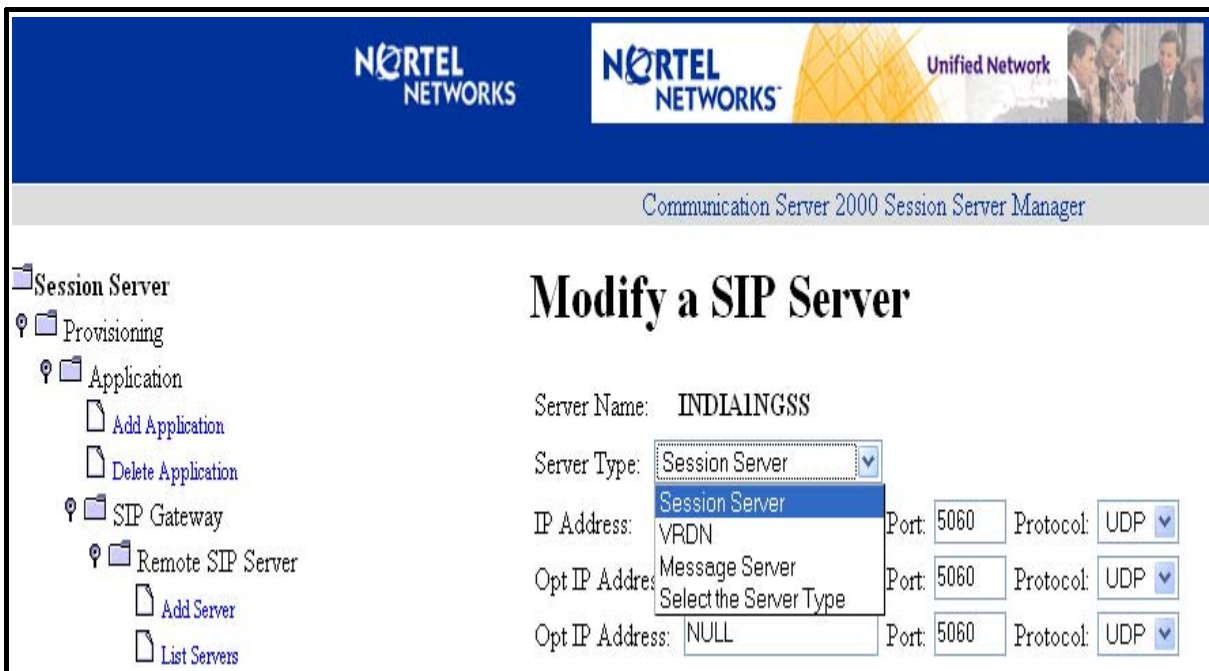 NORTEL
NETWORKS
NORTEL
NETWORKS™
Unified Network
Communication Server 2000 Session Server Manager
Session Server
Provisioning
Application
Add Application
Delete Application
SIP Gateway
Remote SIP Server
Add Server
List Servers
Modify a SIP Server
Server Name: INDIA1NGSS
Server Type: Session Server
Session Server
VRDN
Message Server
Select the Server Type
IP Address: Port: 5060 Protocol: UDP
Opt IP Addres Port: 5060 Protocol: UDP
Opt IP Address: NULL Port: 5060 Protocol: UDP